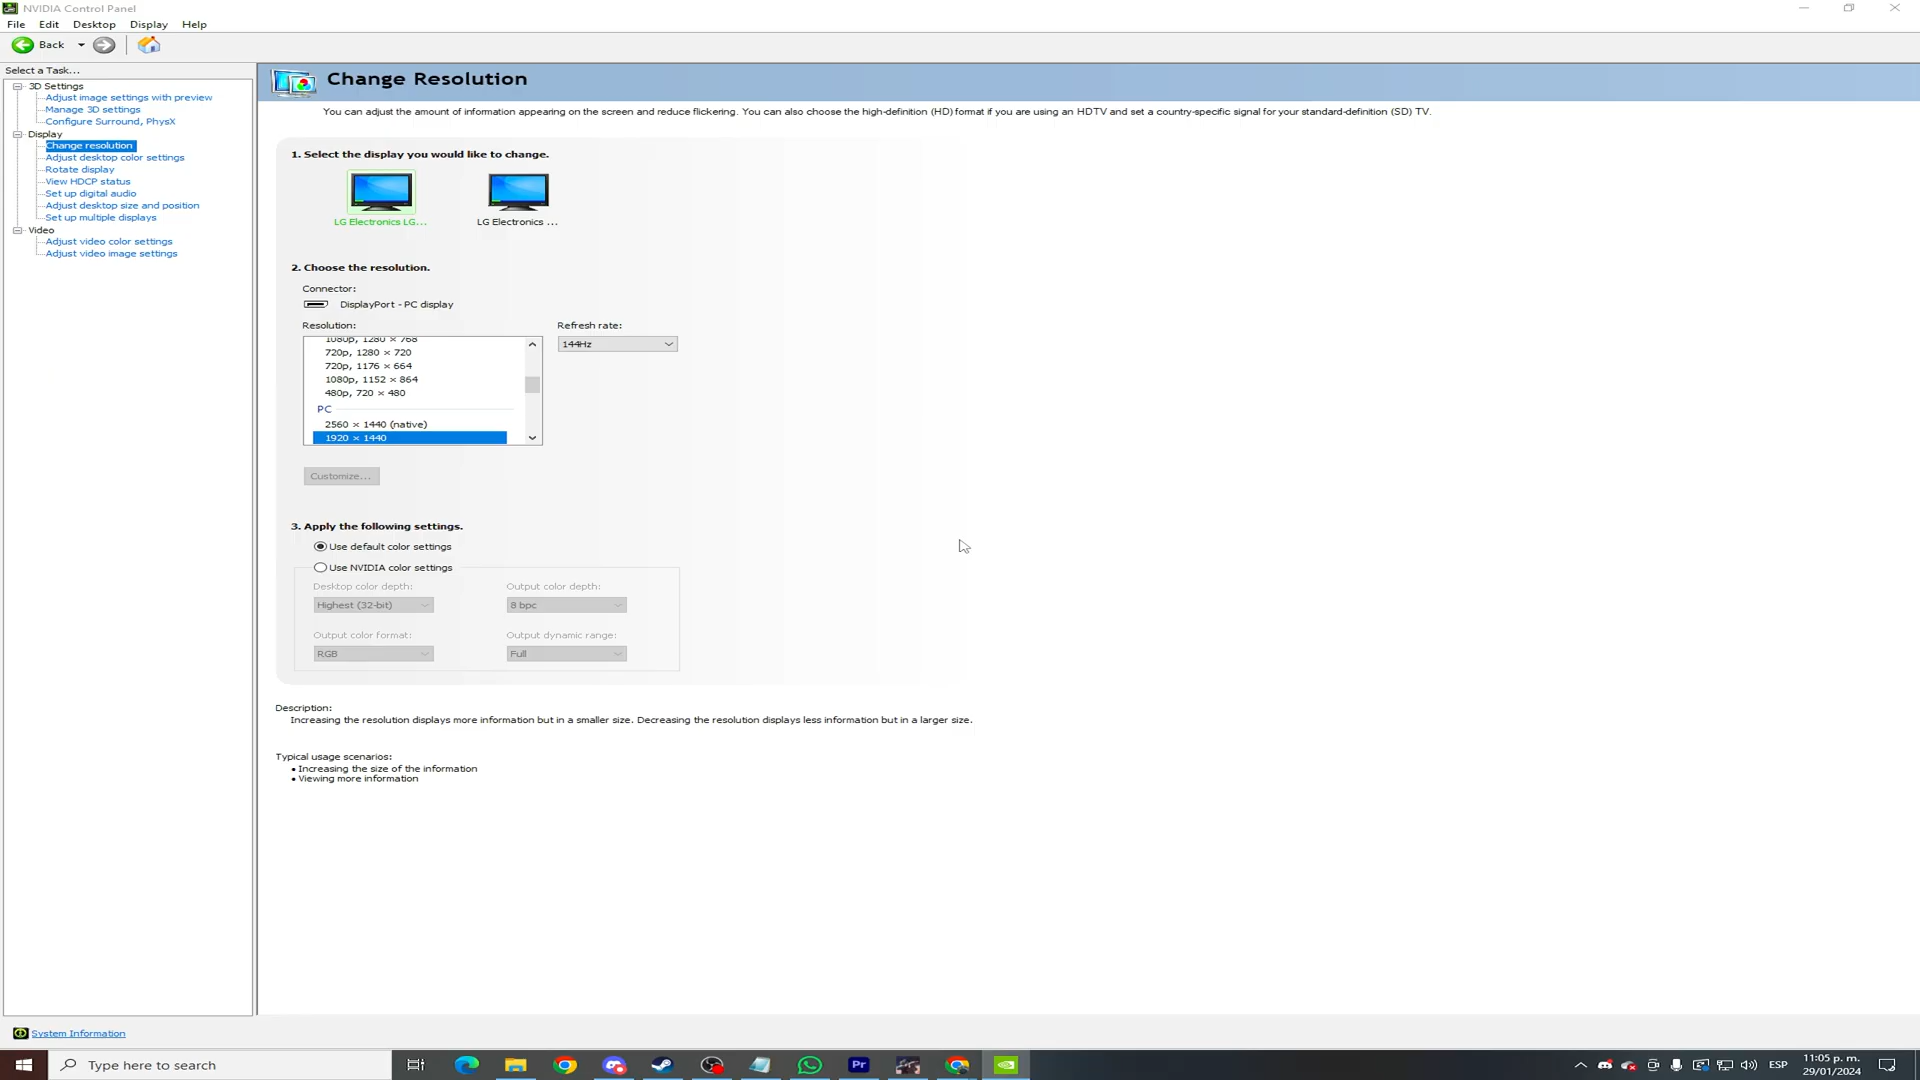 NVIDIA Control Panel
File Edit Desktop Display Help
Back
Select a Task...
3D Settings
Adjust image settings with preview
Manage 3D settings
Configure Surround, PhysX
Display
Change resolution
Adjust desktop color settings
Rotate display
View HDCP status
Set up digital audio
Adjust desktop size and position
Set up multiple displays
Video
Adjust video color settings
Adjust video image settings
System Information
Change Resolution
You can adjust the amount of information appearing on the screen and reduce flickering. You can also choose the high-definition (HD) format if you are using an HDTV and set a country-specific signal for your standard-definition (SD) TV.
1. Select the display you would like to change.
LG Electronics LG... LG Electronics ...
2. Choose the resolution.
Connector:
DisplayPort - PC display
Resolution: Refresh rate:
144Hz
1080p, 1280 × 768
720p, 1280 × 720
720p, 1176 × 664
1080p, 1152 × 864
480p, 720 × 480
PC
2560 × 1440 (native)
1920 × 1440
Customize...
3. Apply the following settings.
Use default color settings
Use NVIDIA color settings
Desktop color depth: Output color depth:
Highest (32-bit) 8 bpc
Output color format: Output dynamic range:
RGB Full
Description:
Increasing the resolution displays more information but in a smaller size. Decreasing the resolution displays less information but in a larger size.
Typical usage scenarios:
• Increasing the size of the information
• Viewing more information
Type here to search
Pr
ESP
11:05 p. m.
29/01/2024